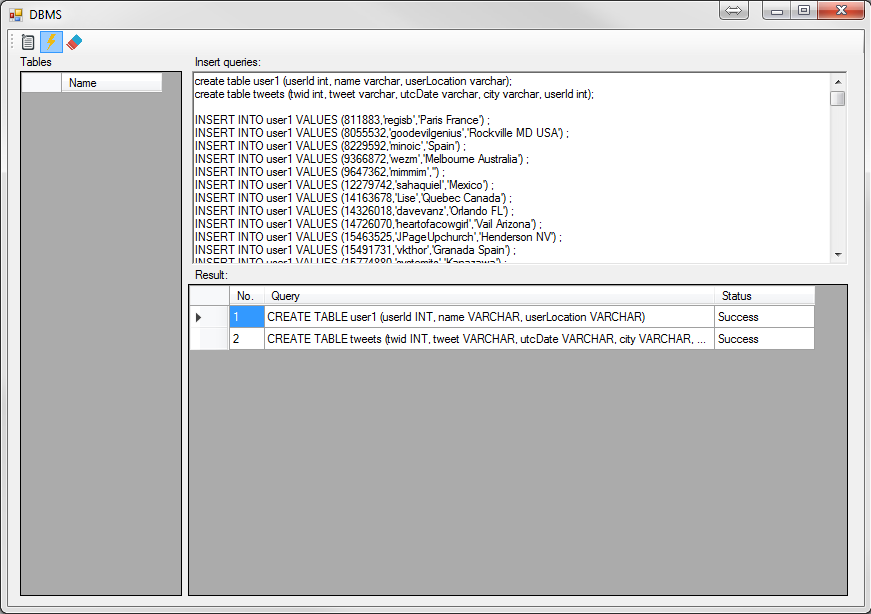 DBMS
Tables
Name
Insert queries:
create table user1 (userId int, name varchar, userLocation varchar);
create table tweets (twid int, tweet varchar, utcDate varchar, city varchar, userId int);
INSERT INTO user1 VALUES (811883,'regisb','Paris France') ;
INSERT INTO user1 VALUES (8055532,'goodevilgenius','Rockville MD USA') ;
INSERT INTO user1 VALUES (8229592,'minoic','Spain') ;
INSERT INTO user1 VALUES (9366872,'wezm','Melbourne Australia') ;
INSERT INTO user1 VALUES (9647362,'mimmim','') ;
INSERT INTO user1 VALUES (12279742,'sahaquiel','Mexico') ;
INSERT INTO user1 VALUES (14163678,'Lise','Quebec Canada') ;
INSERT INTO user1 VALUES (14326018,'davevanz','Orlando FL') ;
INSERT INTO user1 VALUES (14726070,'heartofacowgirl','Vail Arizona') ;
INSERT INTO user1 VALUES (15463525,'JPageUpchurch','Henderson NV') ;
INSERT INTO user1 VALUES (15491731,'vkthor','Granada Spain') ;
INSERT INTO user1 VALUES
Result:
No. Query Status
1 CREATE TABLE user1 (userId INT, name VARCHAR, userLocation VARCHAR) Success
2 CREATE TABLE tweets (twid INT, tweet VARCHAR, utcDate VARCHAR, city VARCHAR, ... Success